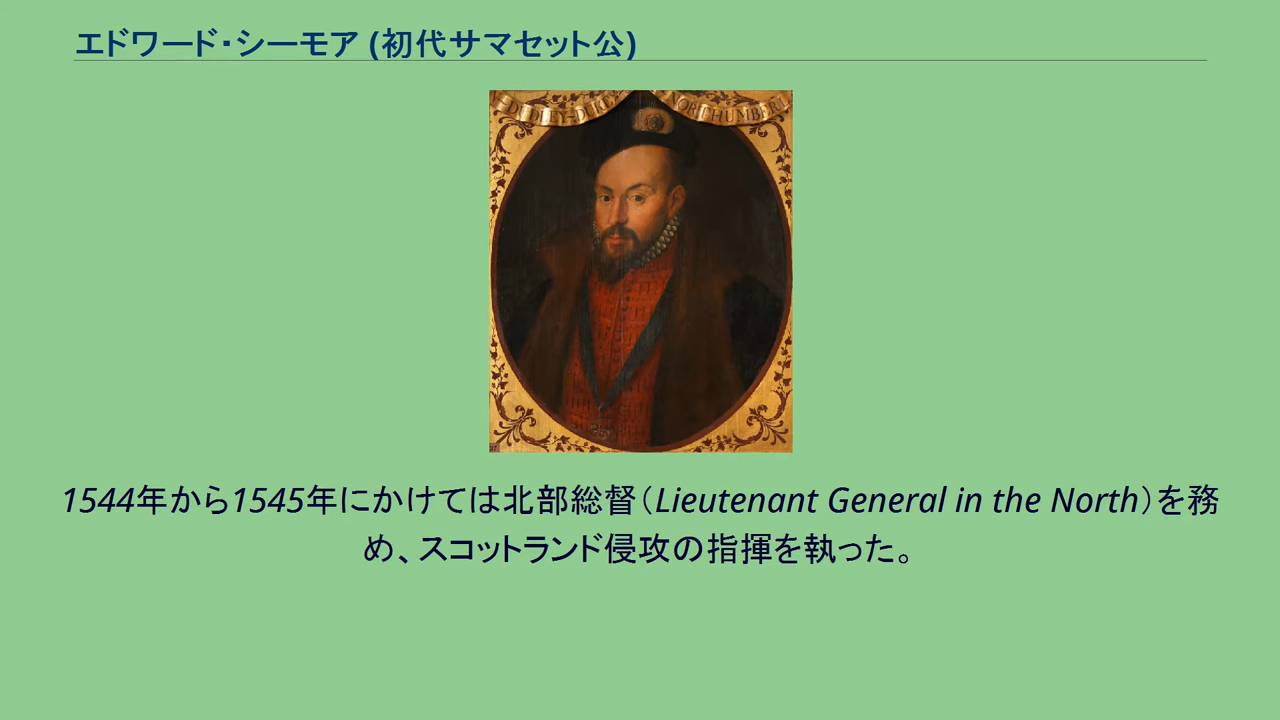 エドワード・シーモア (初代サマセット公)
DUDLEY-DUKE NORTHUMBERL
1544年から1545年にかけては北部総督（Lieutenant General in the North）を務
め、スコットランド侵攻の指揮を執った。